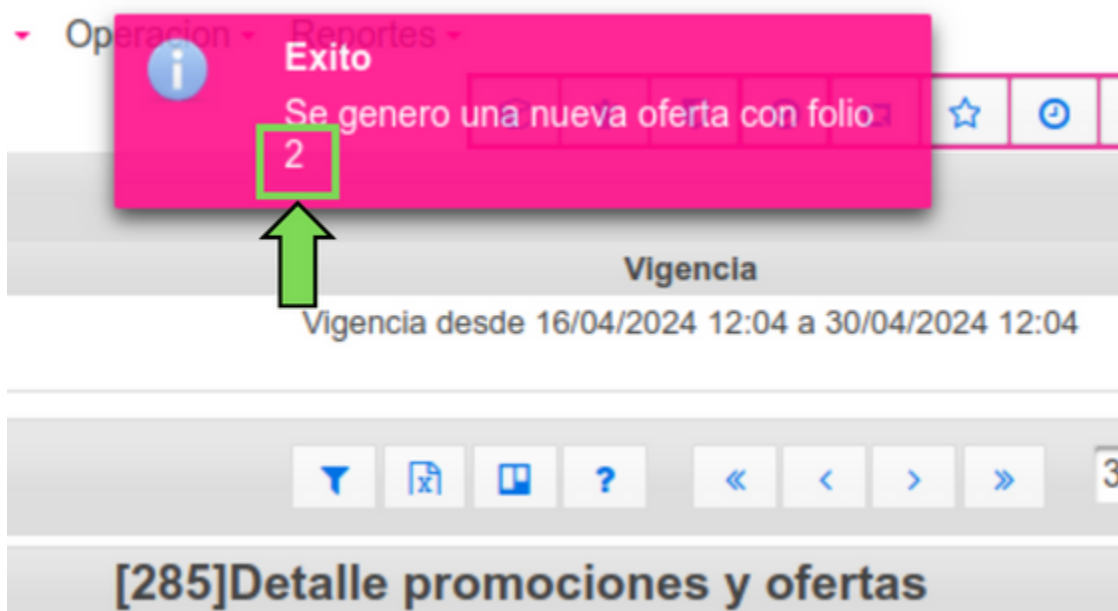 Operacion Reportes
Exito
Se genero una nueva oferta con folio
2
Vigencia
Vigencia desde 16/04/2024 12:04 a 30/04/2024 12:04
? « < > » 3
[285]Detalle promociones y ofertas